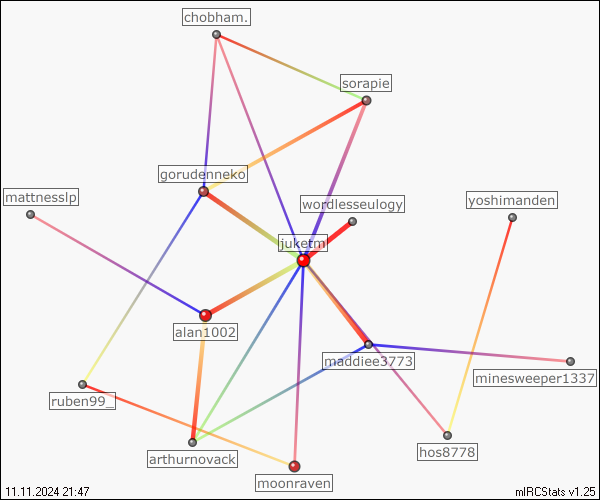 chobham.
sorapie
gorudenneko
mattnesslp
wordlesseulogy
yoshimanden
juketm
alan1002
maddiee3773
minesweeper1337
ruben99_
hos8778
arthurnovack
moonraven
11.11.2024 21:47
mIRCStats v1.25